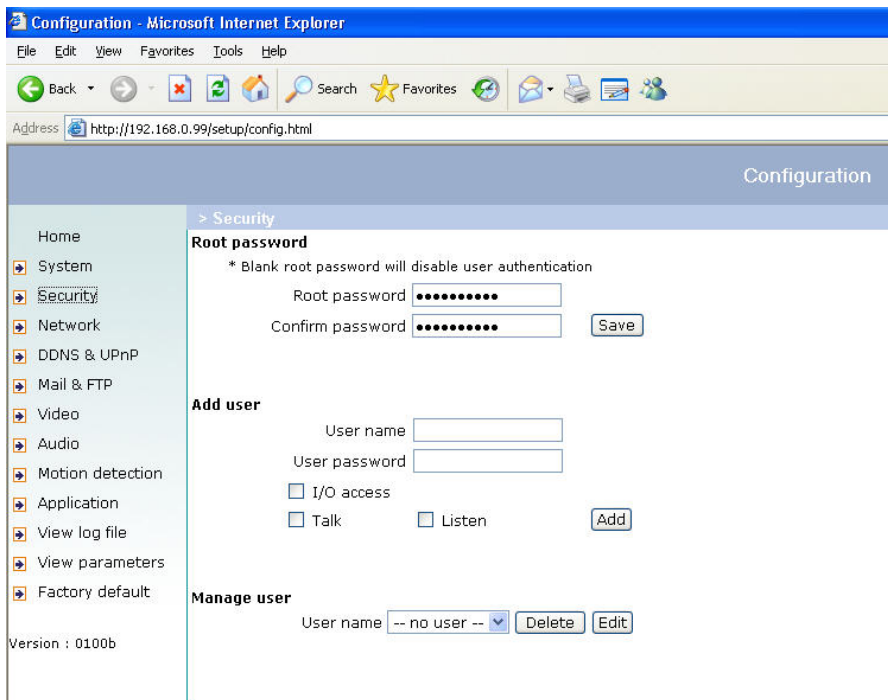 Configuration - Microsoft Internet Explorer
File Edit View Favorites Tools Help
Back Search Favorites
Address http://192.168.0.99/setup/config.html
Configuration
> Security
Home
System
Security
Network
DDNS & UPnP
Mail & FTP
Video
Audio
Motion detection
Application
View log file
View parameters
Factory default
Version : 0100b
Root password
* Blank root password will disable user authentication
Root password ••••••••••
Confirm password •••••••••• Save
Add user
User name
User password
I/O access
Talk Listen Add
Manage user
User name -- no user -- Delete Edit